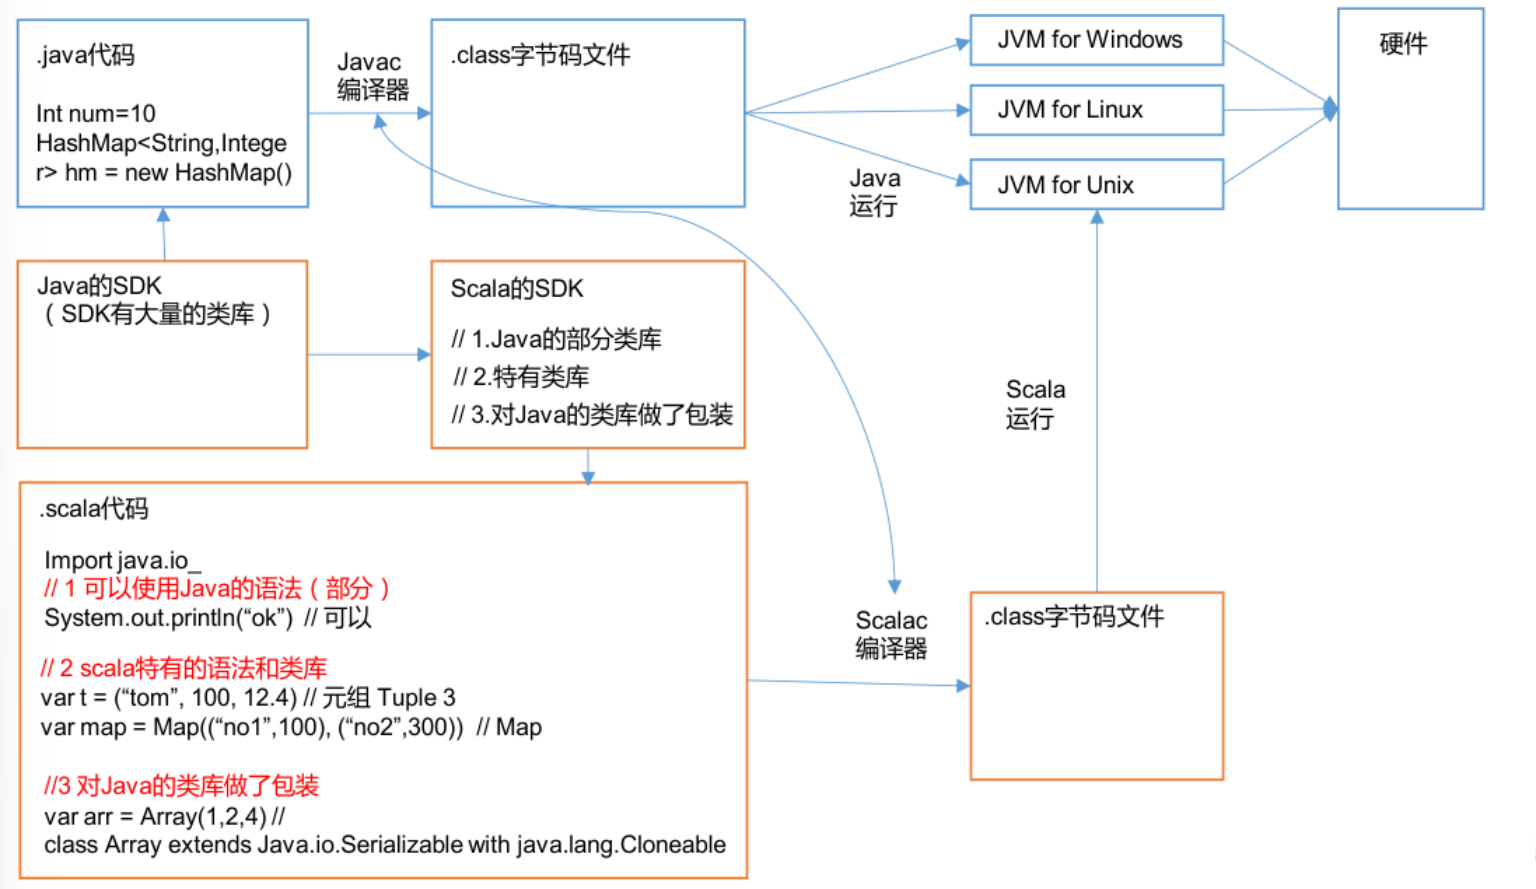 .java代码
Int num=10
HashMap<String,Intege
r> hm = new HashMap()
Javac
编译器
.class字节码文件
JVM for Windows
JVM for Linux
JVM for Unix
硬件
Java
运行
Java的SDK
（SDK有大量的类库）
Scala的SDK
// 1.Java的部分类库
// 2.特有类库
// 3.对Java的类库做了包装
Scala
运行
.scala代码
Import java.io_
// 1 可以使用Java的语法（部分）
System.out.println(“ok”) // 可以
// 2 scala特有的语法和类库
var t = (“tom”, 100, 12.4) // 元组 Tuple 3
var map = Map((“no1”,100), (“no2”,300)) // Map
//3 对Java的类库做了包装
var arr = Array(1,2,4) //
class Array extends Java.io.Serializable with java.lang.Cloneable
Scalac
编译器
.class字节码文件